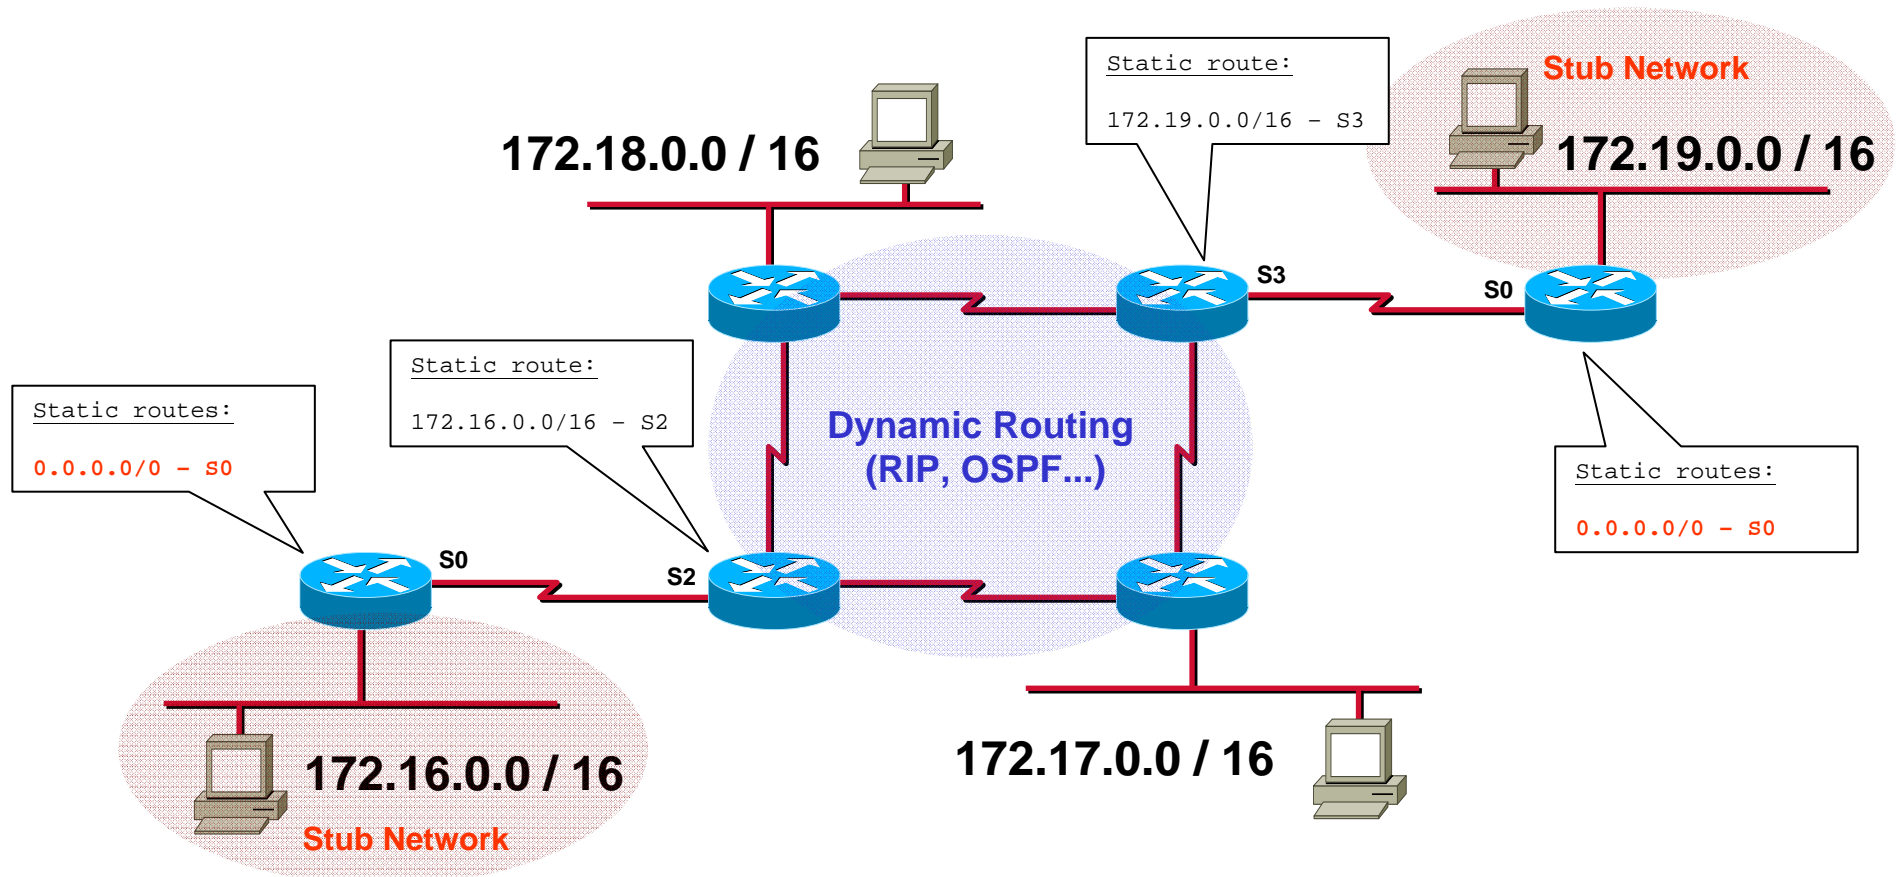 Static route:
172.19.0.0/16 – S3
Stub Network
172.19.0.0 / 16
172.18.0.0 / 16
S3
S0
Static route:
172.16.0.0/16 – S2
Static routes:
0.0.0.0/0 – S0
Dynamic Routing
(RIP, OSPF...)
Static routes:
0.0.0.0/0 – S0
S0
S2
172.16.0.0 / 16
Stub Network
172.17.0.0 / 16